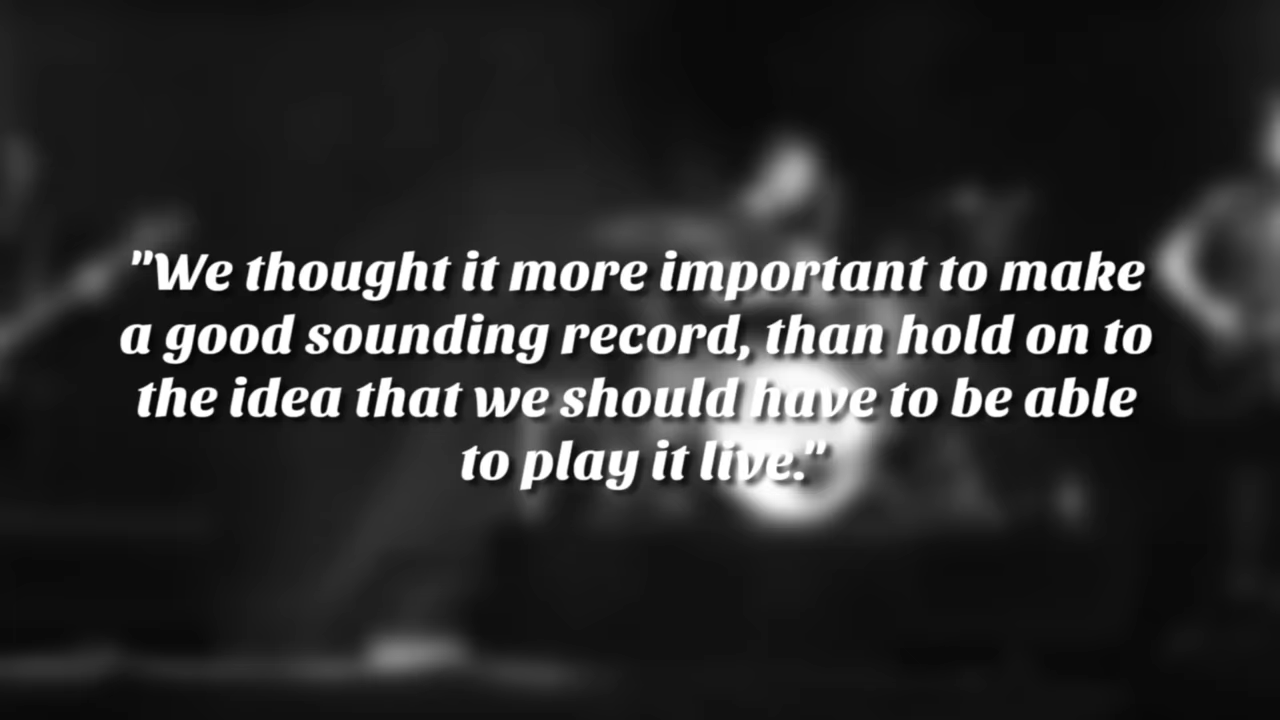 "We thought it more important to make
a good sounding record, than hold on to
the idea that we should have to be able
to play it live."